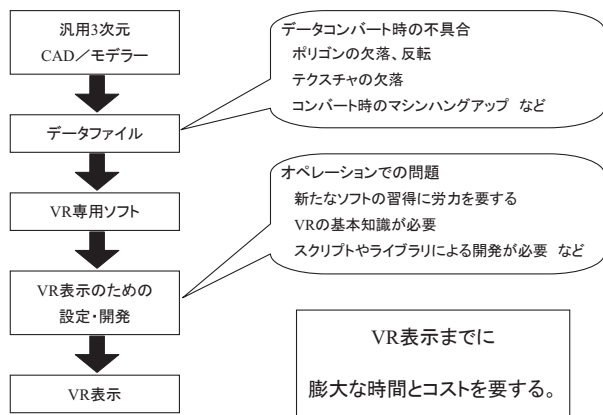 汎用3次元
CAD／モデラー
データファイル
VR専用ソフト
VR表示のための
設定・開発
VR表示
データコンバート時の不具合
ポリゴンの欠落、反転
テクスチャの欠落
コンバート時のマシンハングアップ など
オペレーションでの問題
新たなソフトの習得に労力を要する
VRの基本知識が必要
スクリプトやライブラリによる開発が必要 など
VR表示までに
膨大な時間とコストを要する。